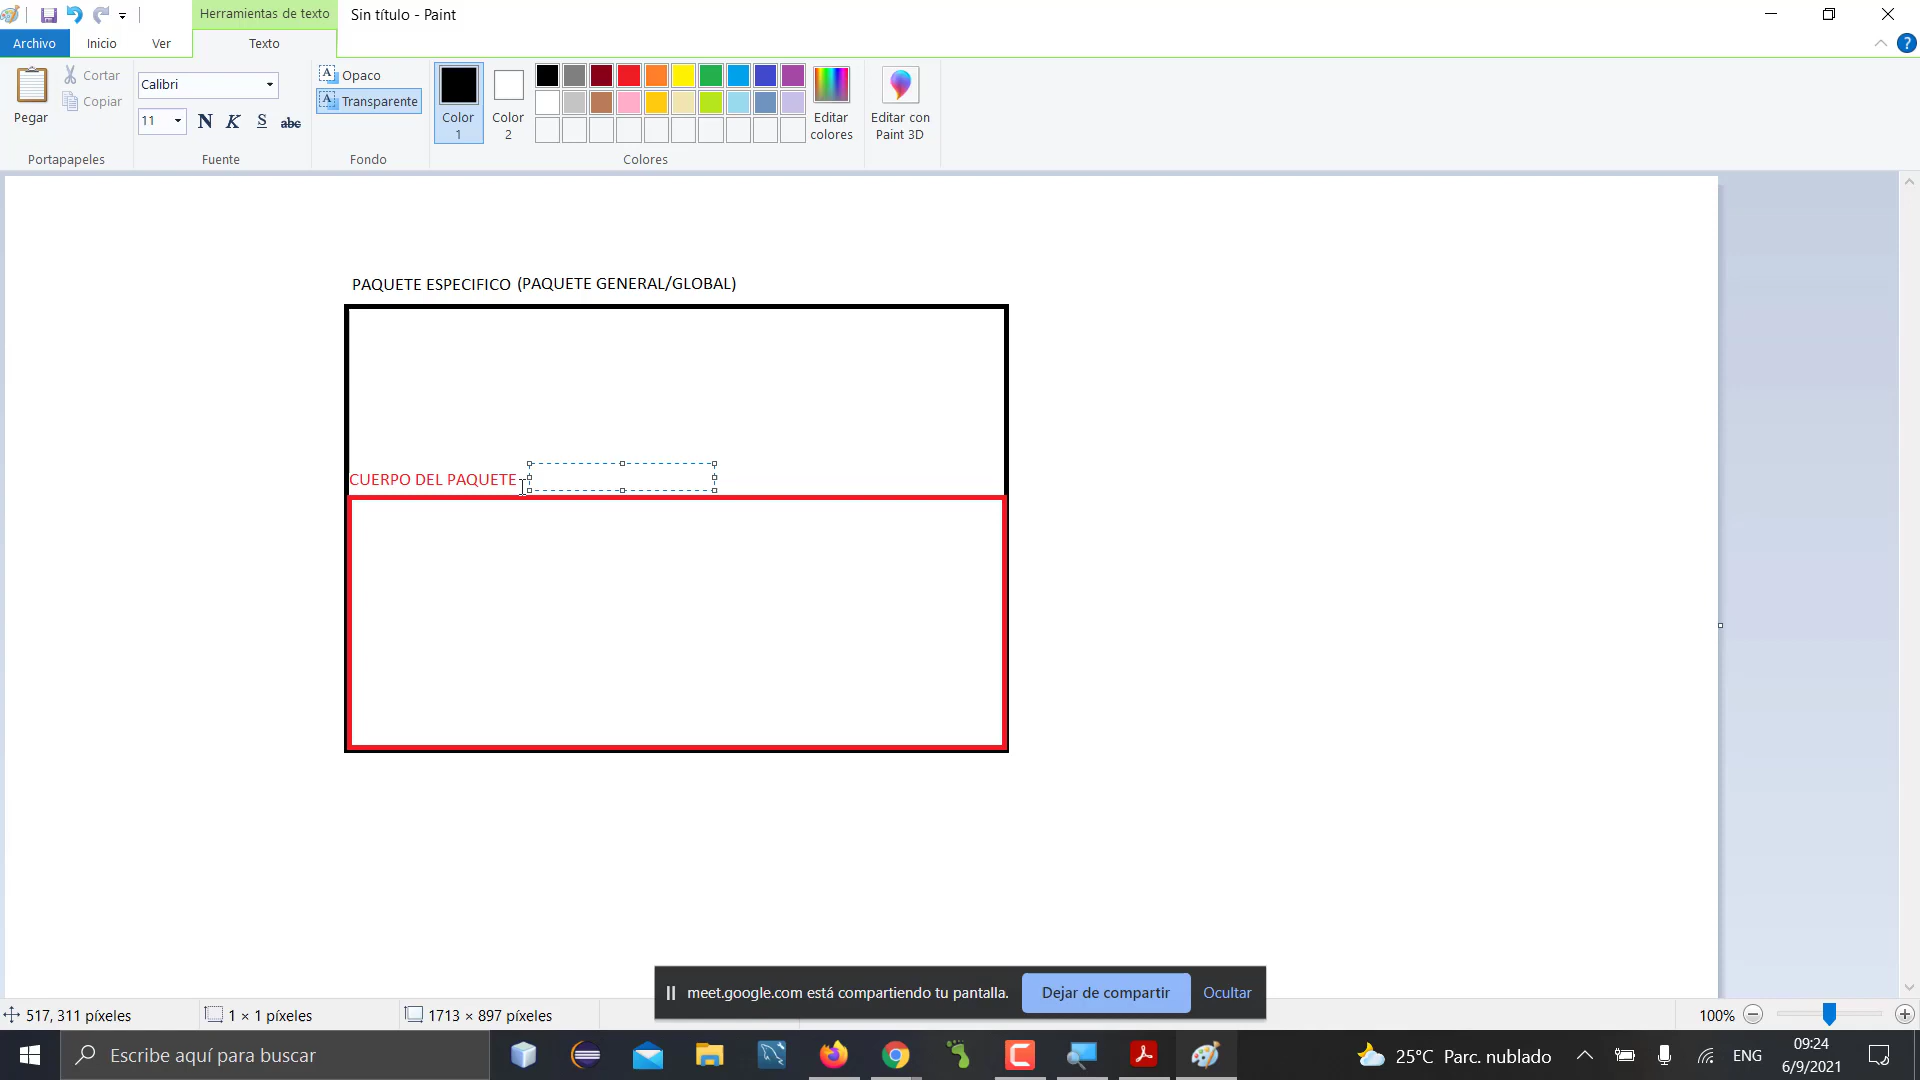 Herramientas de texto
Sin título - Paint
Archivo
Inicio
Ver
Texto
?
Pegar
Cortar
Copiar
Portapapeles
Calibri
11
N K S abc
Fuente
Opaco
Transparente
Fondo
Color
1
Color
2
Colores
Editar
colores
Editar con
Paint 3D
PAQUETE ESPECIFICO (PAQUETE GENERAL/GLOBAL)
CUERPO DEL PAQUETE
meet.google.com está compartiendo tu pantalla.
Dejar de compartir
Ocultar
517, 311 píxeles
1 × 1 píxeles
1713 × 897 píxeles
100%
Escribe aquí para buscar
25°C Parc. nublado
ENG
09:24
6/9/2021